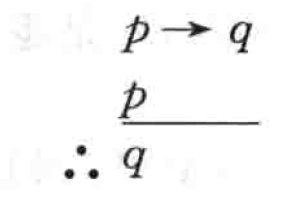 p → q
p
∴ q